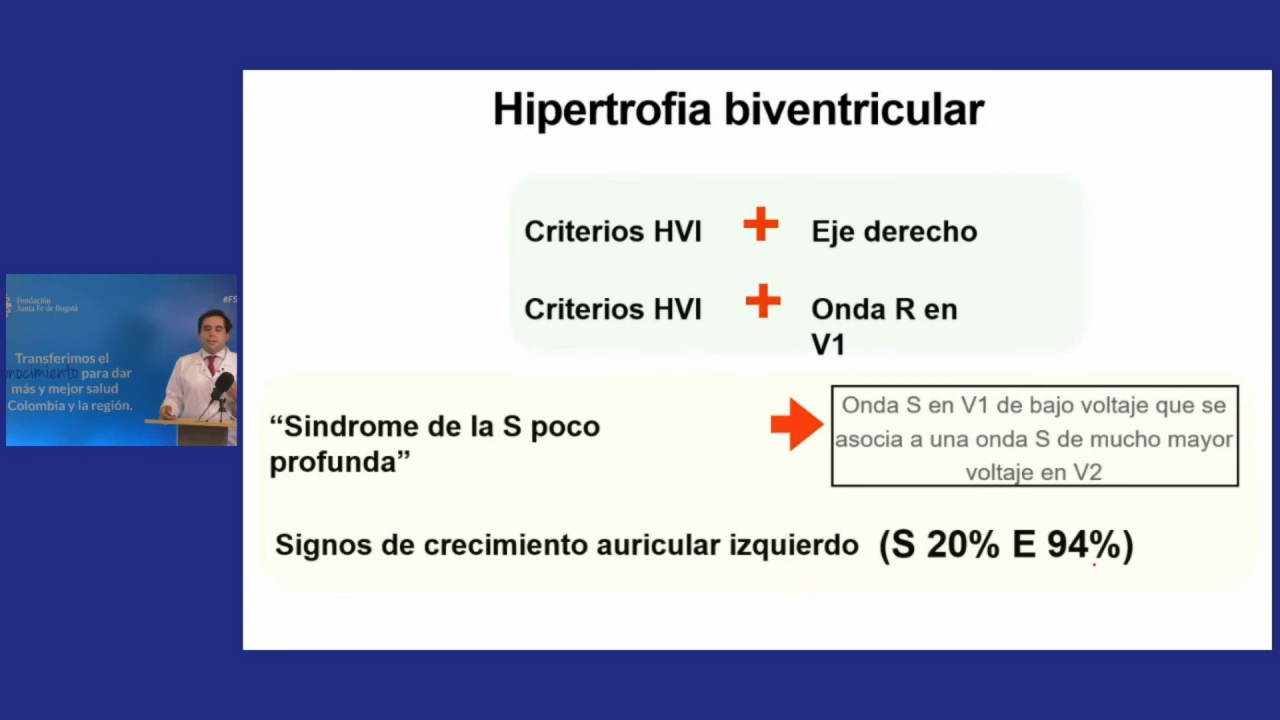 Hipertrofia biventricular
Criterios HVI + Eje derecho
Criterios HVI + Onda R en
V1
“Sindrome de la S poco
profunda”
Onda S en V1 de bajo voltaje que se
asocia a una onda S de mucho mayor
voltaje en V2
Signos de crecimiento auricular izquierdo (S 20% E 94%)
Fundación
Santa Fe de Bogotá
#FS
Transferimos el
nocimiento para dar
más y mejor salud
Colombia y la región.